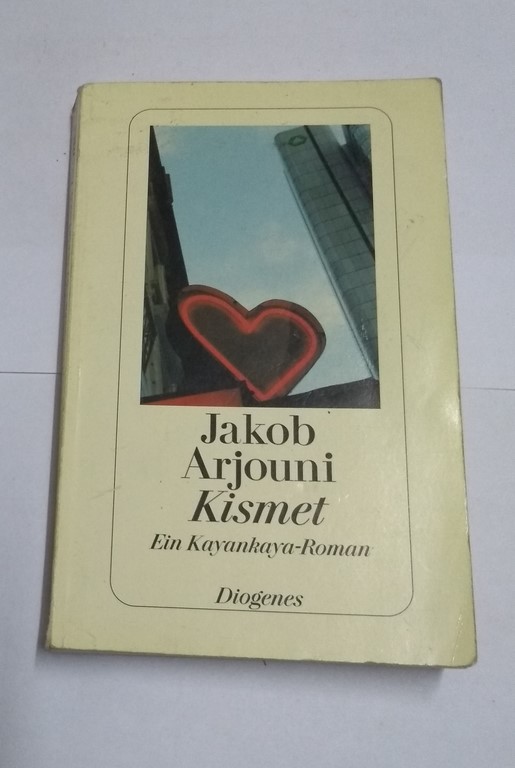 Jakob
Arjouni
Kismet
Ein Kayankaya-Roman
Diogenes